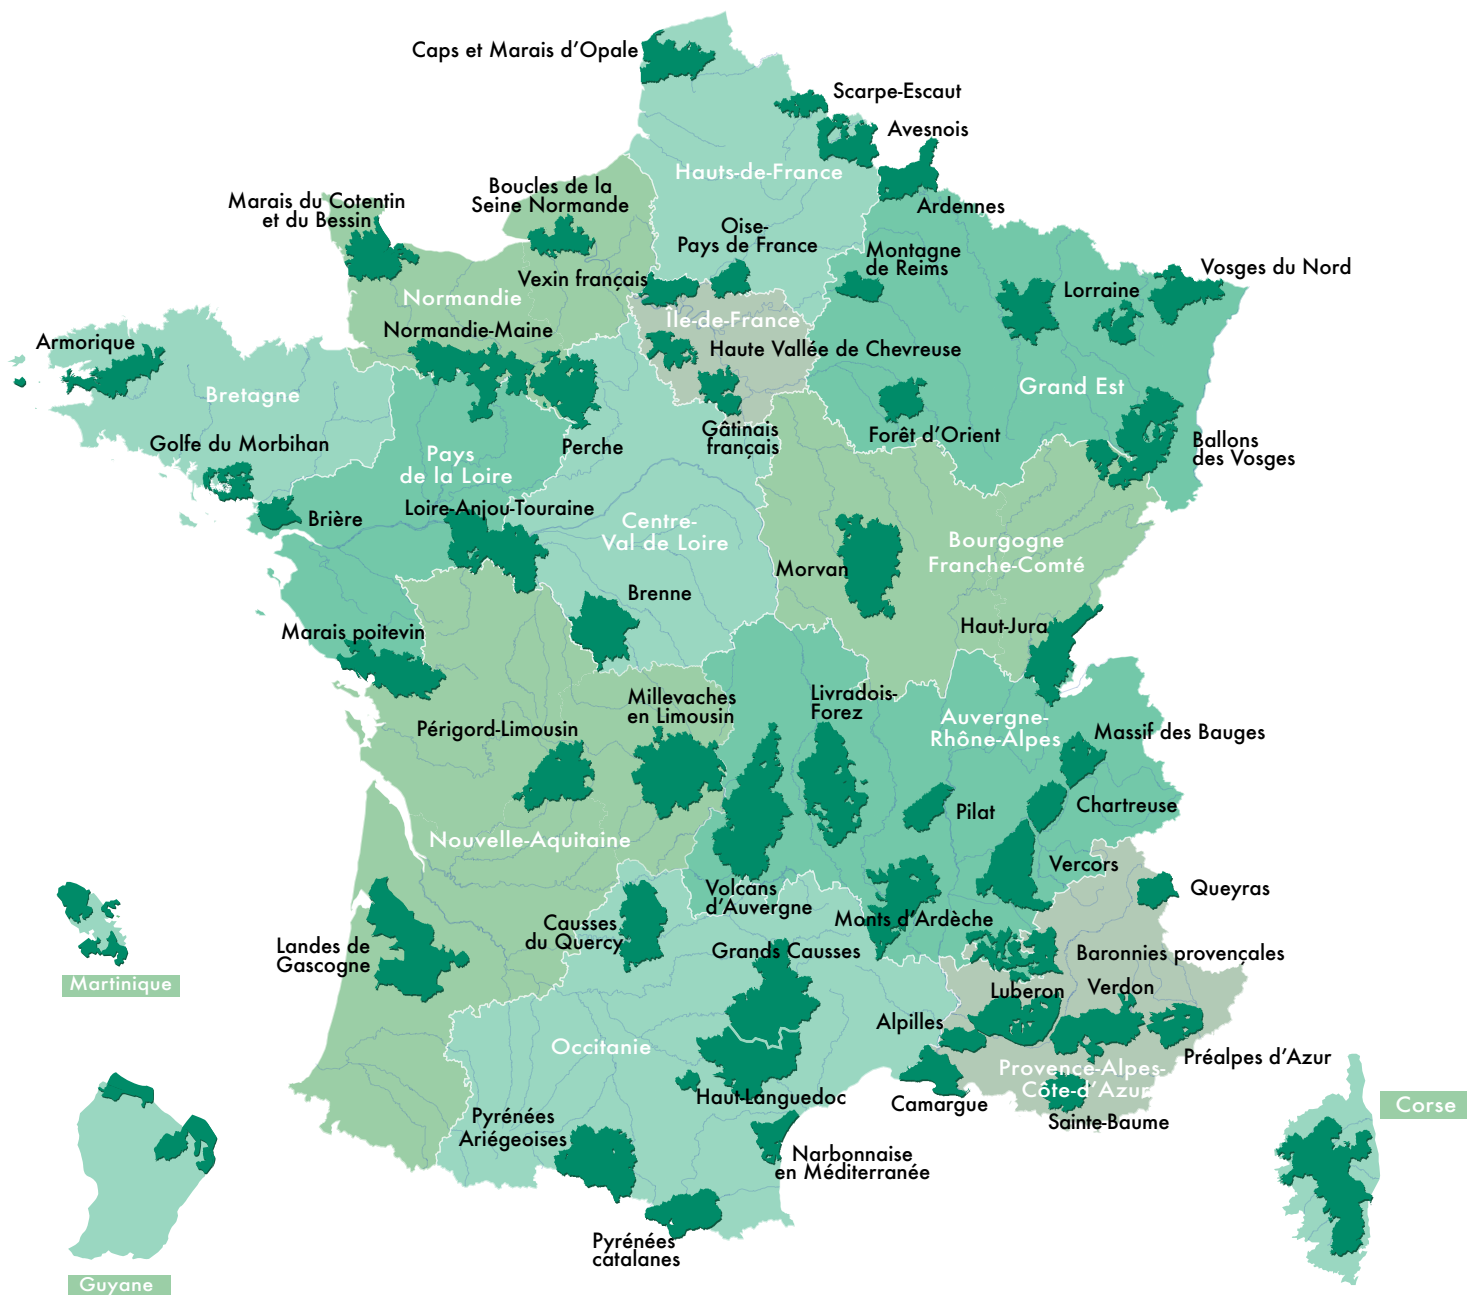 Caps et Marais d'Opale
Scarpe-Escaut
Avesnois
Hauts-de-France
Ardennes
Marais du Cotentin
et du Bessin
Boucles de la
Seine Normande
Oise-
Pays de France
Montagne
de Reims
Vosges du Nord
Vexin français
Lorraine
Normandie
Île-de-France
Normandie-Maine
Armorique
Haute Vallée de Chevreuse
Bretagne
Grand Est
Golfe du Morbihan
Perche
Gâtinais
français
Forêt d'Orient
Ballons
des Vosges
Pays
de la Loire
Loire-Anjou-Touraine
Brière
Centre-
Val de Loire
Bourgogne
Franche-Comté
Morvan
Brenne
Haut-Jura
Marais poitevin
Millevaches
en Limousin
Livradois-
Forez
Périgord-Limousin
Auvergne-
Rhône-Alpes
Massif des Bauges
Pilat
Chartreuse
Nouvelle-Aquitaine
Vercors
Volcans
d'Auvergne
Queyras
Causses
du Quercy
Monts d'Ardèche
Landes de
Gascogne
Grands Causses
Baronnies provençales
Martinique
Luberon
Verdon
Alpilles
Occitanie
Préalpes d'Azur
Provence-Alpes-
Côte-d'Azur
Haut-Languedoc
Camargue
Corse
Sainte-Baume
Pyrénées
Ariégeoises
Narbonnaise
en Méditerranée
Pyrénées
catalanes
Guyane